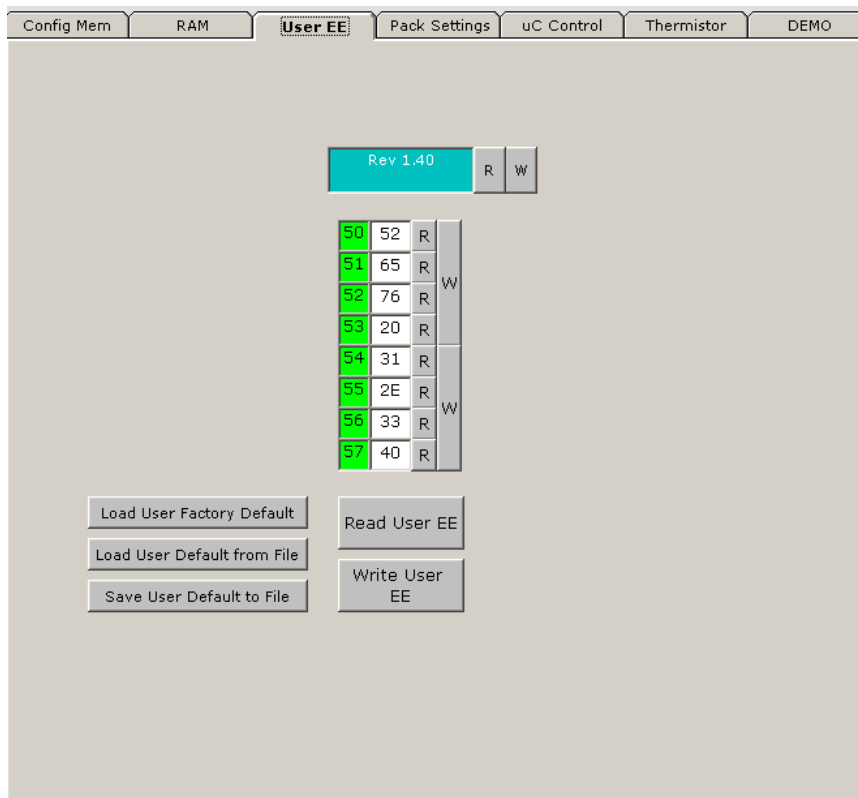 Config Mem RAM User EE Pack Settings uC Control Thermistor DEMO
Rev 1.40 R W
50 52 R
51 65 R
52 76 R
W
53 20 R
54 31 R
55 2E R
W
56 33 R
57 40 R
Load User Factory Default
Load User Default from File
Save User Default to File
Read User EE
Write User
EE